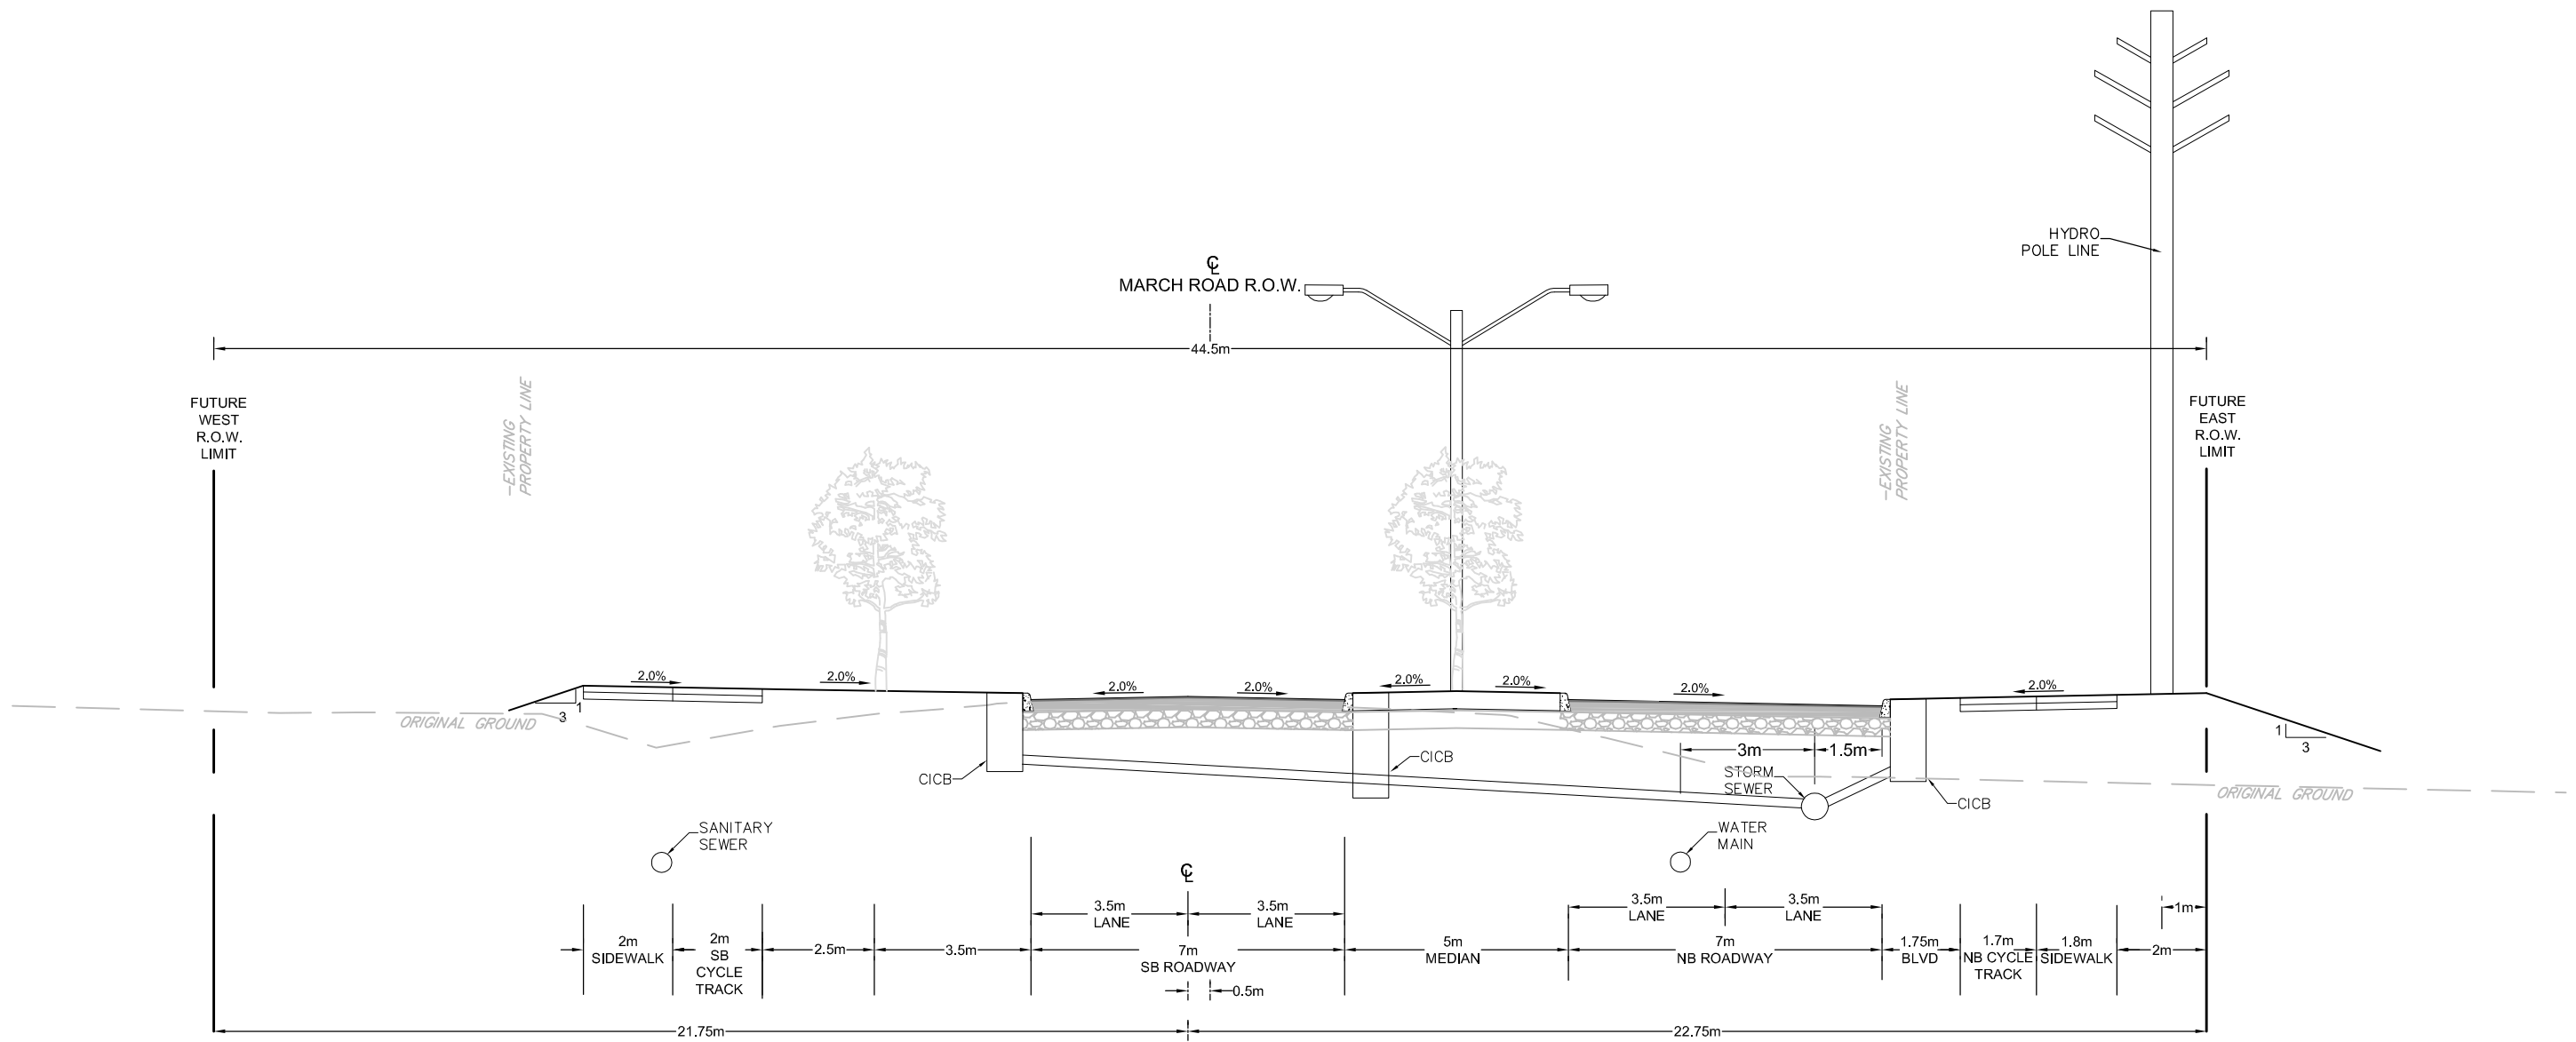 HYDRO
POLE LINE
℄
MARCH ROAD R.O.W.
44.5m
FUTURE
WEST
R.O.W.
LIMIT
EXISTING
PROPERTY LINE
EXISTING
PROPERTY LINE
FUTURE
EAST
R.O.W.
LIMIT
2.0%
2.0%
2.0%
2.0%
2.0%
2.0%
2.0%
2.0%
1
3
ORIGINAL GROUND
1
3
3m
1.5m
CICB
CICB
STORM
SEWER
CICB
ORIGINAL GROUND
SANITARY
SEWER
WATER
MAIN
℄
3.5m
LANE
3.5m
LANE
3.5m
LANE
3.5m
LANE
1m
2m
SIDEWALK
2m
SB
CYCLE
TRACK
2.5m
3.5m
7m
SB ROADWAY
5m
MEDIAN
7m
NB ROADWAY
1.75m
BLVD
1.7m
NB CYCLE
TRACK
1.8m
SIDEWALK
2m
0.5m
21.75m
22.75m